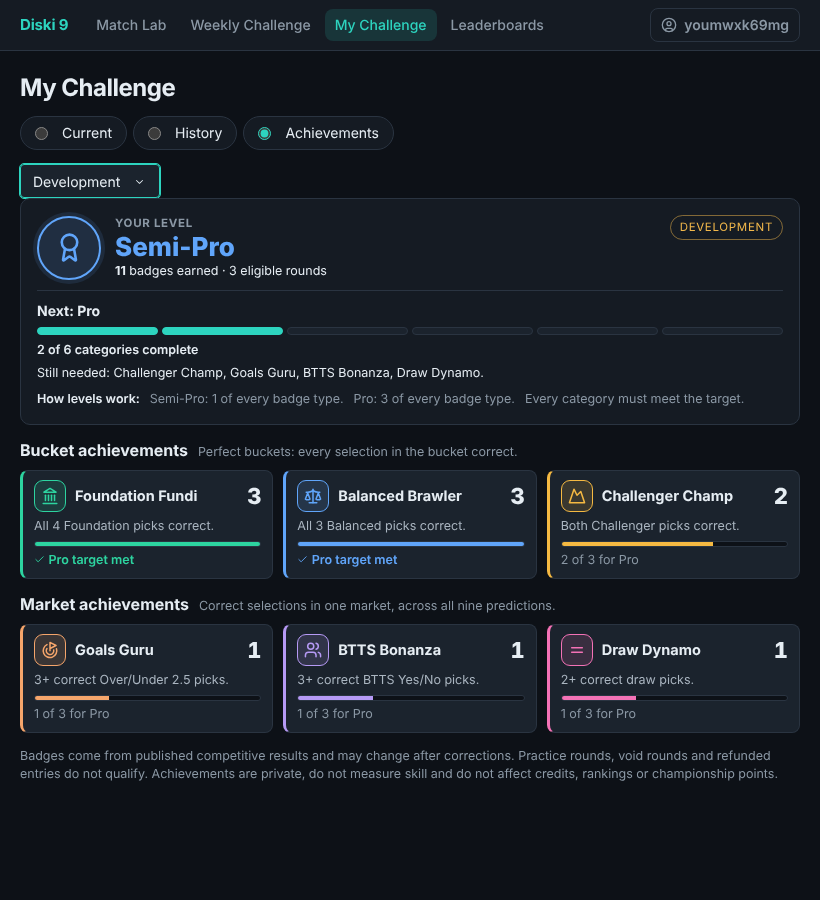 Diski 9 Match Lab Weekly Challenge My Challenge Leaderboards youmwxk69mg
My Challenge
Current History Achievements
Development
YOUR LEVEL
Semi-Pro
DEVELOPMENT
11 badges earned · 3 eligible rounds
Next: Pro
2 of 6 categories complete
Still needed: Challenger Champ, Goals Guru, BTTS Bonanza, Draw Dynamo.
How levels work: Semi-Pro: 1 of every badge type. Pro: 3 of every badge type. Every category must meet the target.
Bucket achievements Perfect buckets: every selection in the bucket correct.
Foundation Fundi 3
All 4 Foundation picks correct.
✓ Pro target met
Balanced Brawler 3
All 3 Balanced picks correct.
✓ Pro target met
Challenger Champ 2
Both Challenger picks correct.
2 of 3 for Pro
Market achievements Correct selections in one market, across all nine predictions.
Goals Guru 1
3+ correct Over/Under 2.5 picks.
1 of 3 for Pro
BTTS Bonanza 1
3+ correct BTTS Yes/No picks.
1 of 3 for Pro
Draw Dynamo 1
2+ correct draw picks.
1 of 3 for Pro
Badges come from published competitive results and may change after corrections. Practice rounds, void rounds and refunded
entries do not qualify. Achievements are private, do not measure skill and do not affect credits, rankings or championship points.